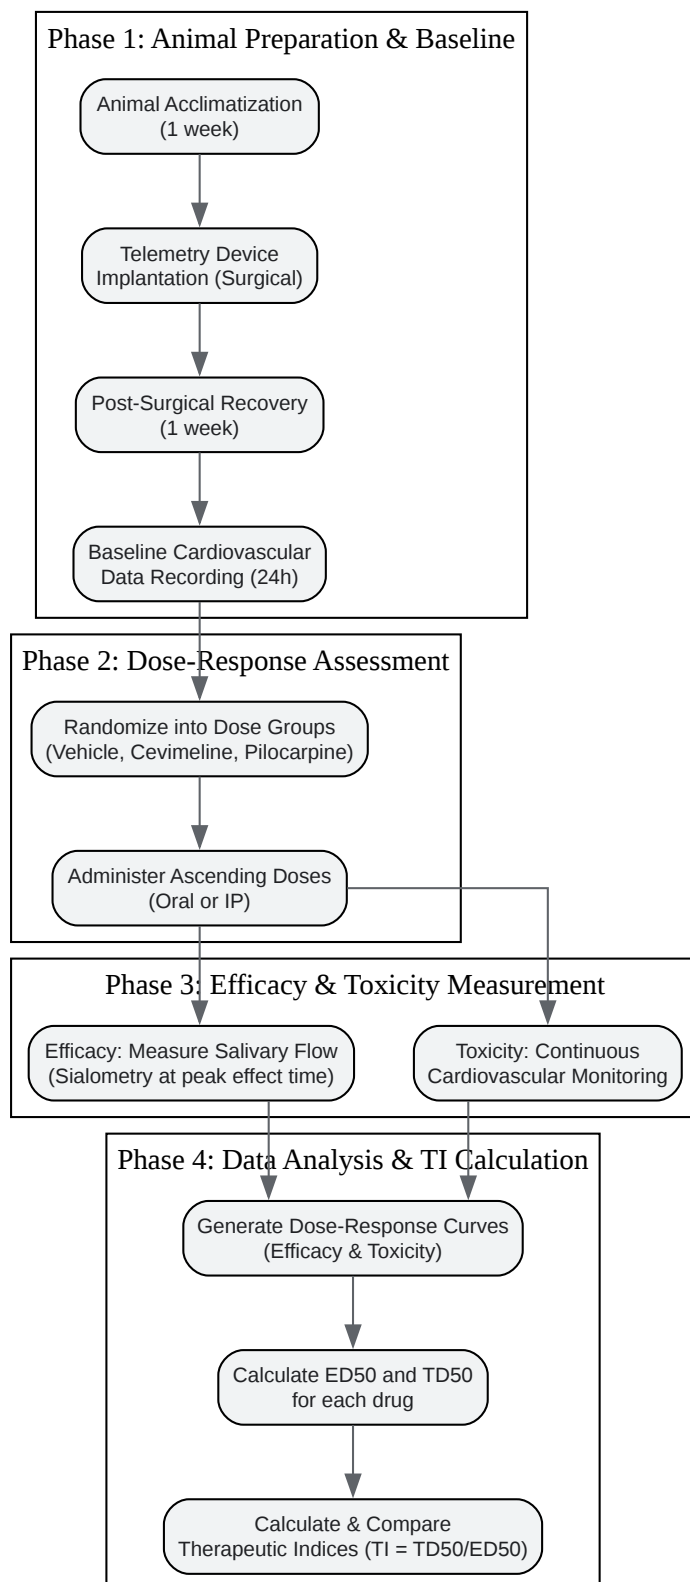 Phase 1: Animal Preparation & Baseline
Animal Acclimatization
(1 week)
Telemetry Device
Implantation (Surgical)
Post-Surgical Recovery
(1 week)
Baseline Cardiovascular
Data Recording (24h)
Phase 2: Dose-Response Assessment
Randomize into Dose Groups
(Vehicle, Cevimeline, Pilocarpine)
Administer Ascending Doses
(Oral or IP)
Phase 3: Efficacy & Toxicity Measurement
Efficacy: Measure Salivary Flow
(Sialometry at peak effect time)
Toxicity: Continuous
Cardiovascular Monitoring
Phase 4: Data Analysis & TI Calculation
Generate Dose-Response Curves
(Efficacy & Toxicity)
Calculate ED50 and TD50
for each drug
Calculate & Compare
Therapeutic Indices (TI = TD50/ED50)